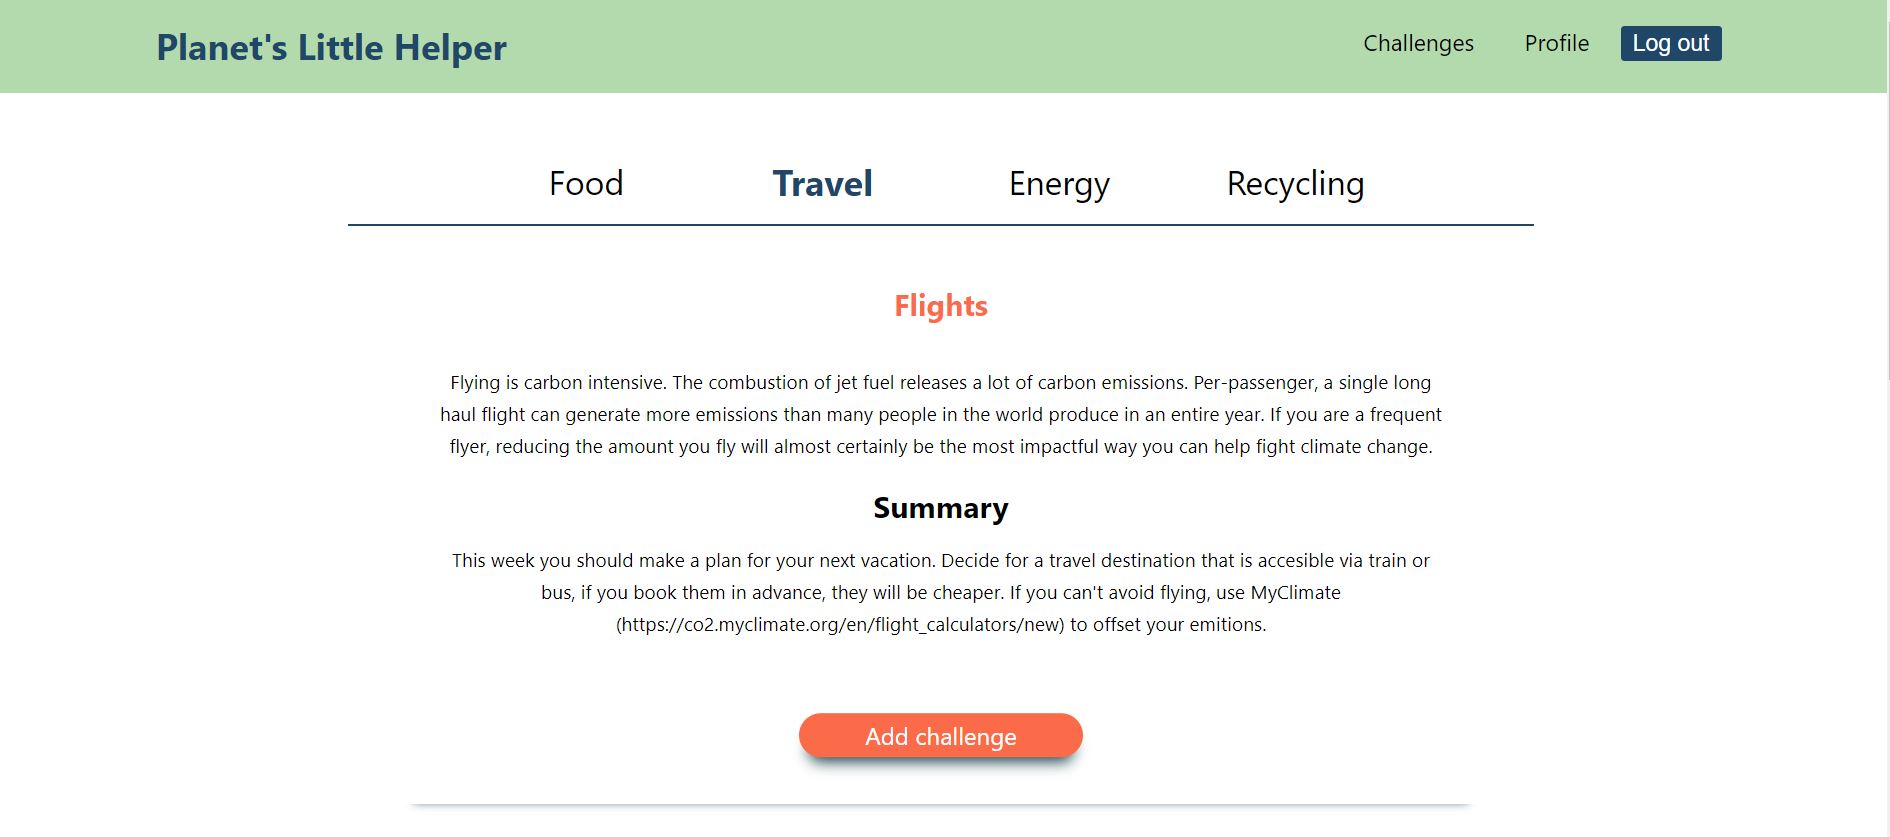 Planet's Little Helper
Challenges Profile Log out
Food Travel Energy Recycling
Flights
Flying is carbon intensive. The combustion of jet fuel releases a lot of carbon emissions. Per-passenger, a single long
haul flight can generate more emissions than many people in the world produce in an entire year. If you are a frequent
flyer, reducing the amount you fly will almost certainly be the most impactful way you can help fight climate change.
Summary
This week you should make a plan for your next vacation. Decide for a travel destination that is accesible via train or
bus, if you book them in advance, they will be cheaper. If you can't avoid flying, use MyClimate
(https://co2.myclimate.org/en/flight_calculators/new) to offset your emitions.
Add challenge